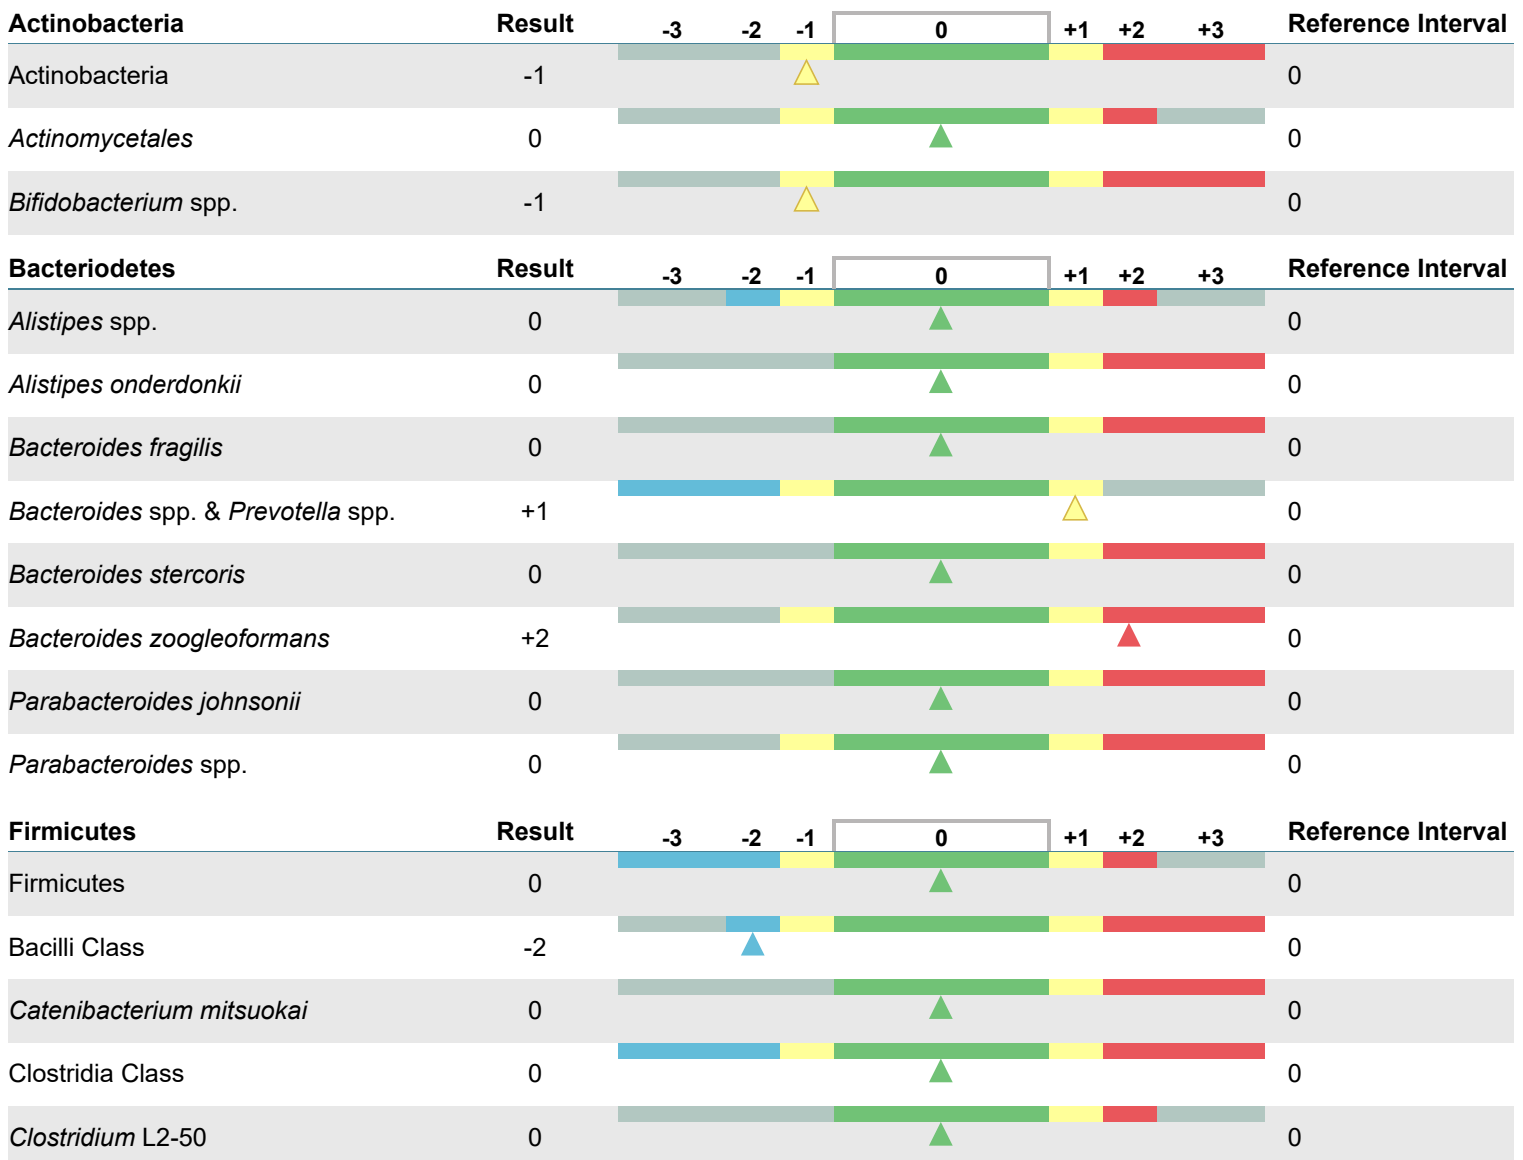 Actinobacteria Result -3 -2 -1 0 +1 +2 +3 Reference Interval
Actinobacteria -1 0
Actinomycetales 0 0
Bifidobacterium spp. -1 0
Bacteriodetes Result -3 -2 -1 0 +1 +2 +3 Reference Interval
Alistipes spp. 0 0
Alistipes onderdonkii 0 0
Bacteroides fragilis 0 0
Bacteroides spp. & Prevotella spp. +1 0
Bacteroides stercoris 0 0
Bacteroides zoogleoformans +2 0
Parabacteroides johnsonii 0 0
Parabacteroides spp. 0 0
Firmicutes Result -3 -2 -1 0 +1 +2 +3 Reference Interval
Firmicutes 0 0
Bacilli Class -2 0
Catenibacterium mitsuokai 0 0
Clostridia Class 0 0
Clostridium L2-50 0 0